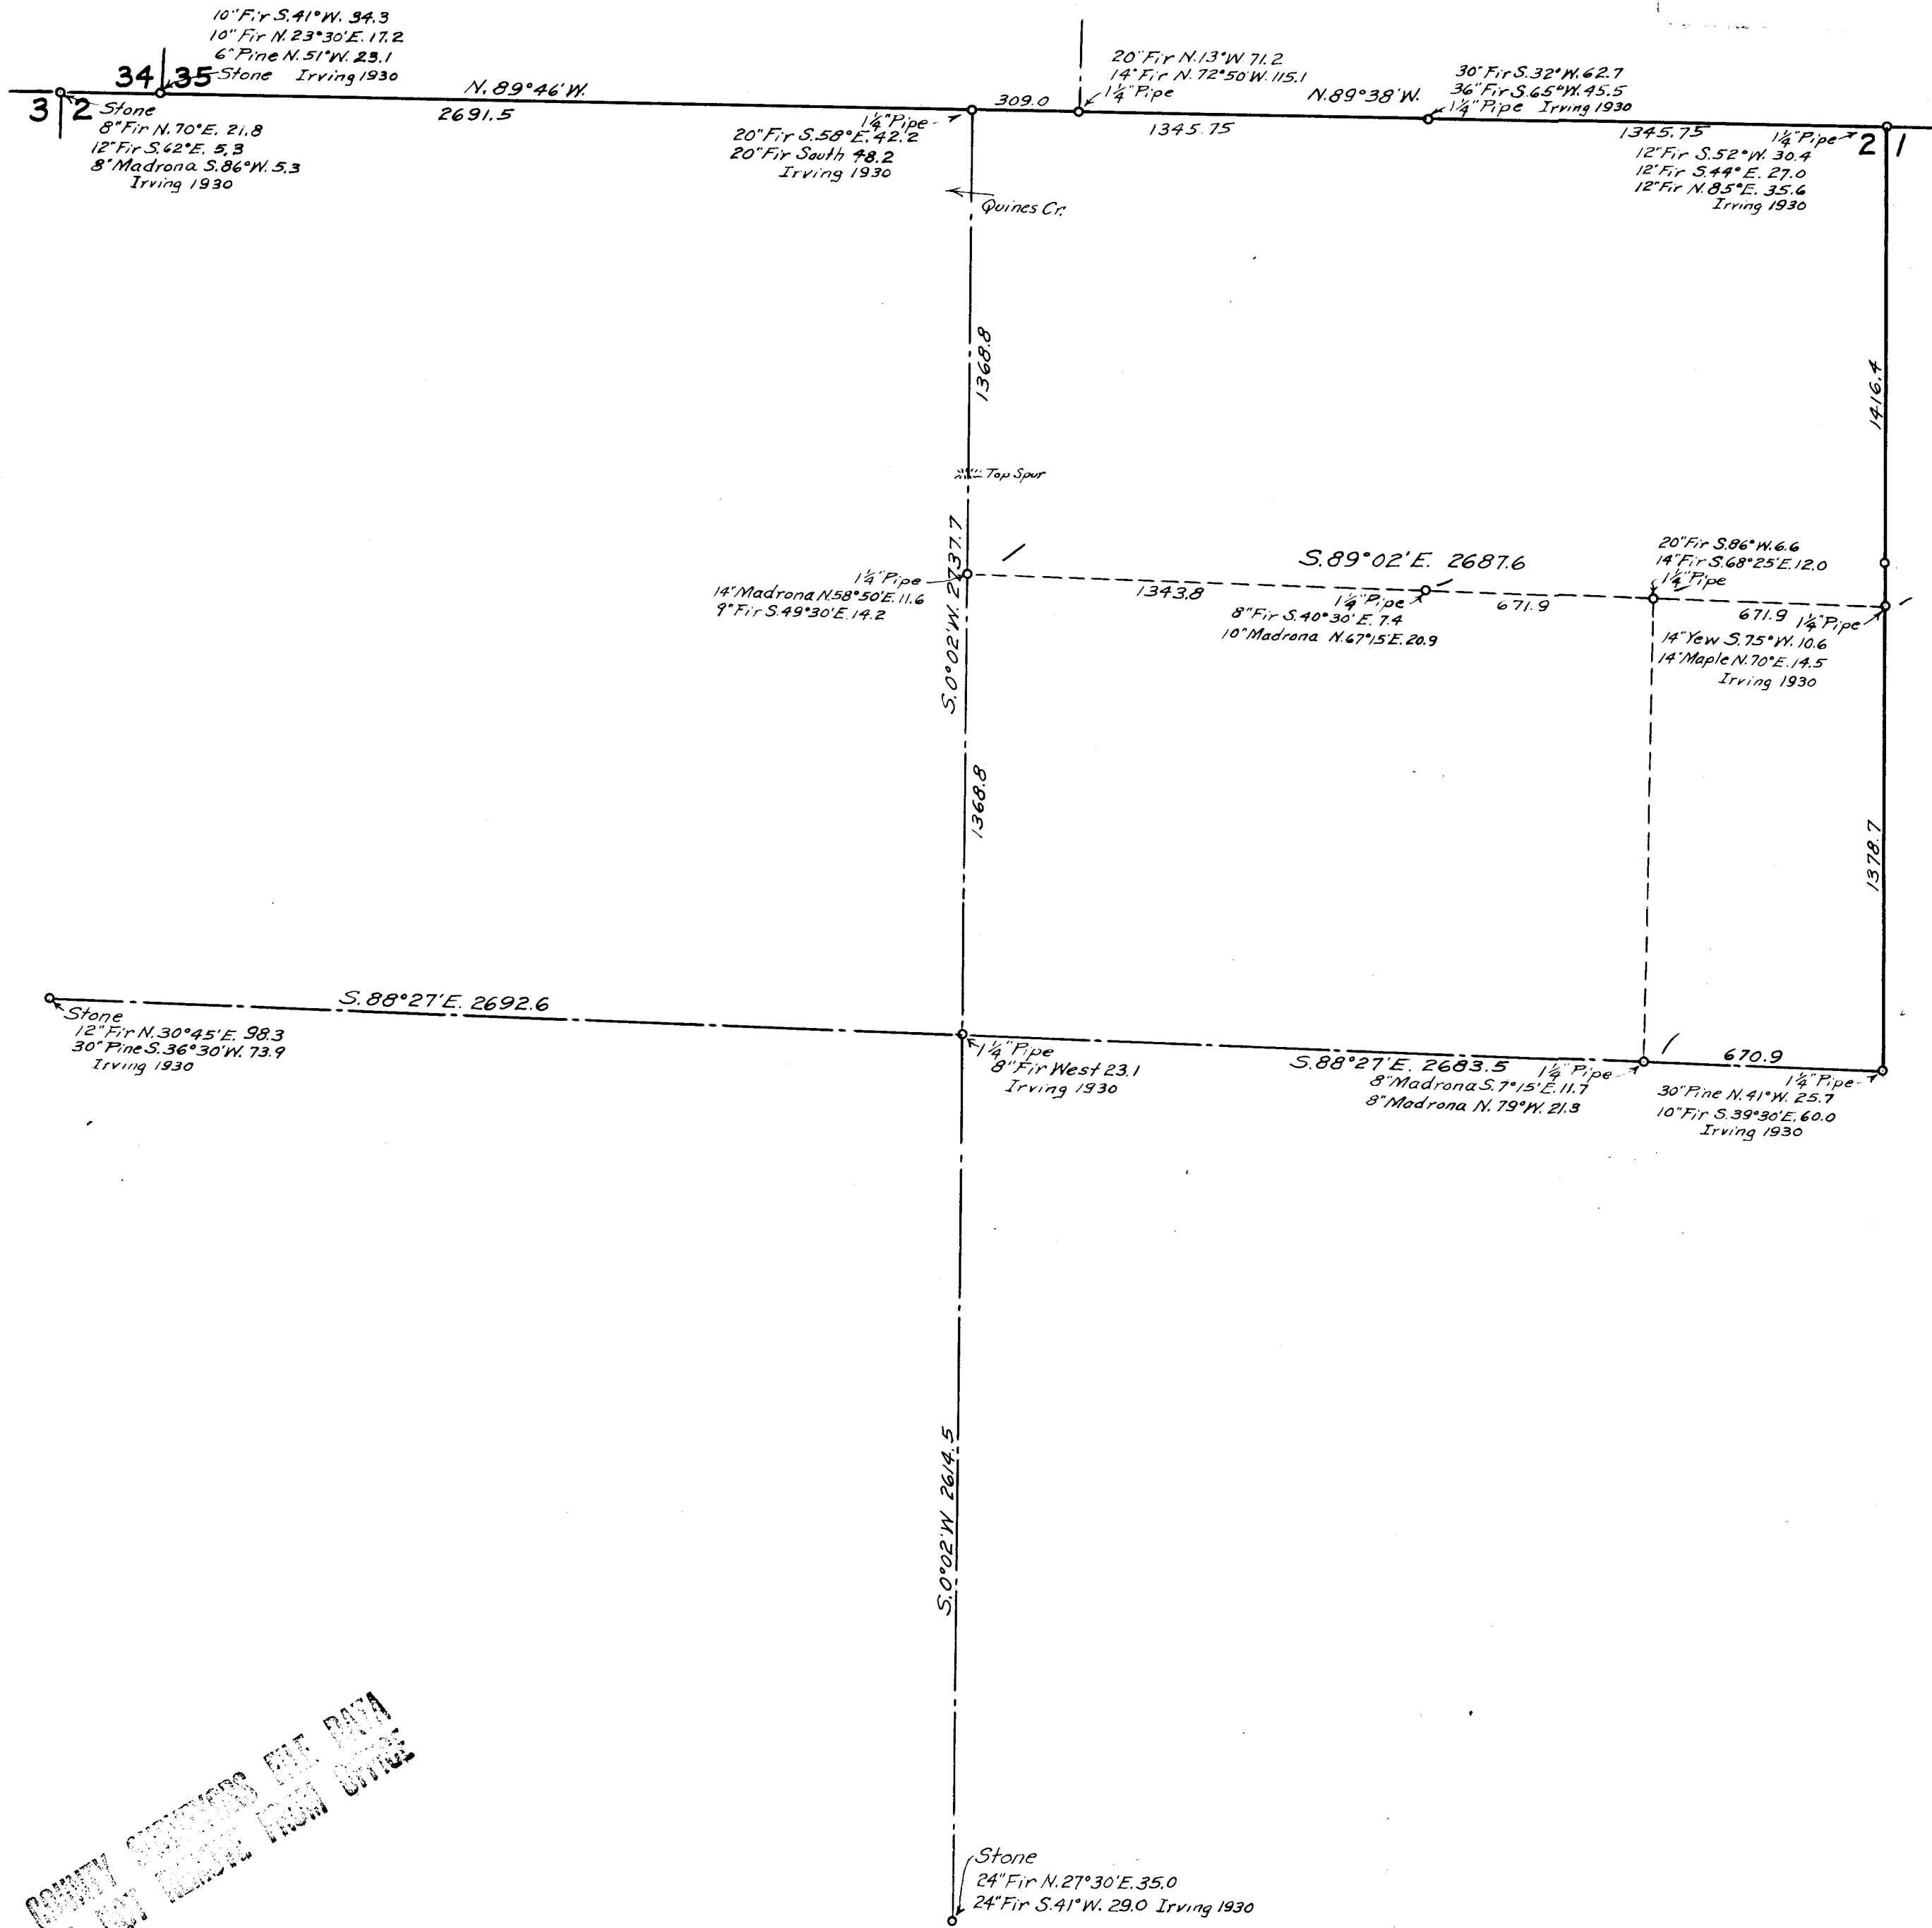 10" Fir S.41°W. 34.3
10" Fir N.23°30'E. 17.2
6" Pine N.51°W. 23.1
Stone Irving 1930
34 35
3 2
Stone
8" Fir N.70°E. 21.8
12" Fir S.62°E. 5.3
8" Madrona S.86°W. 5.3
Irving 1930
N.89°46'W.
2691.5
1¼" Pipe
20" Fir S.58°E. 42.2
20" Fir South 48.2
Irving 1930
309.0
20" Fir N.13°W 71.2
14" Fir N.72°50'W. 115.1
1¼" Pipe
N.89°38'W.
1345.75
30" Fir S.32°W. 62.7
36" Fir S.65°W. 45.5
1¼" Pipe Irving 1930
1345.75
1¼" Pipe
2 1
12" Fir S.52°W. 30.4
12" Fir S.44°E. 27.0
12" Fir N.85°E. 35.6
Irving 1930
Quines Cr.
1368.8
1416.4
Top Spur
S.0°02'W. 2737.7
1¼" Pipe
14" Madrona N.58°50'E. 11.6
9" Fir S.49°30'E. 14.2
S.89°02'E. 2687.6
1343.8
1¼" Pipe
8" Fir S.40°30'E. 7.4
10" Madrona N.67°15'E. 20.9
671.9
20" Fir S.86°W. 6.6
14" Fir S.68°25'E. 12.0
1¼" Pipe
671.9
1¼" Pipe
14" Yew S.75°W. 10.6
14" Maple N.70°E. 14.5
Irving 1930
1368.8
1378.7
S.88°27'E. 2692.6
Stone
12" Fir N.30°45'E. 98.3
30" Pine S.36°30'W. 73.9
Irving 1930
1¼" Pipe
8" Fir West 23.1
Irving 1930
S.88°27'E. 2683.5
1¼" Pipe
8" Madrona S.7°15'E. 11.7
8" Madrona N.79°W. 21.3
670.9
1¼" Pipe
30" Pine N.41°W. 25.7
10" Fir S.39°30'E. 60.0
Irving 1930
S.0°02'W 2614.5
COUNTY SURVEYORS FILE DATA
NOT REMOVE FROM OFFICE
Stone
24" Fir N.27°30'E. 35.0
24" Fir S.41°W. 29.0 Irving 1930